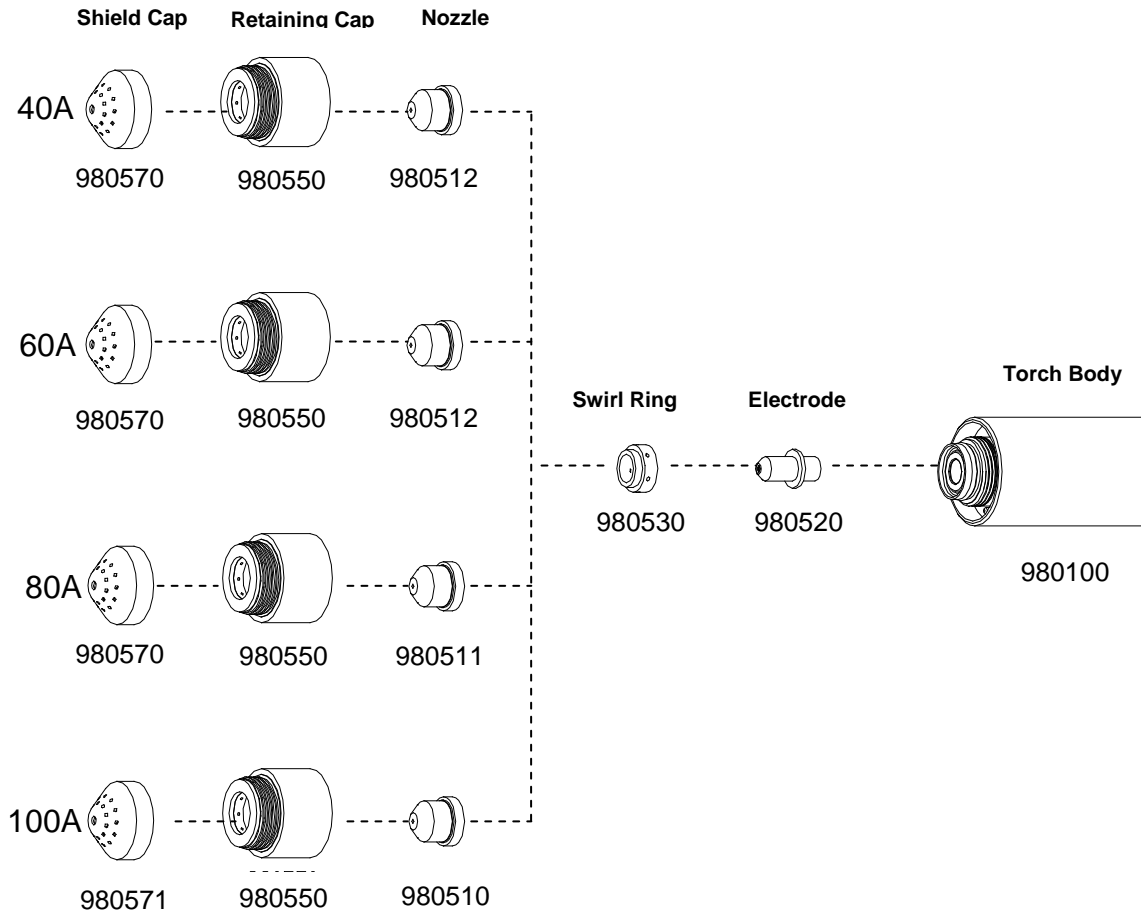 Shield Cap Retaining Cap Nozzle
40A
980570 980550 980512
60A
980570 980550 980512
Swirl Ring Electrode Torch Body
980530 980520 980100
80A
980570 980550 980511
100A
980571 980550 980510